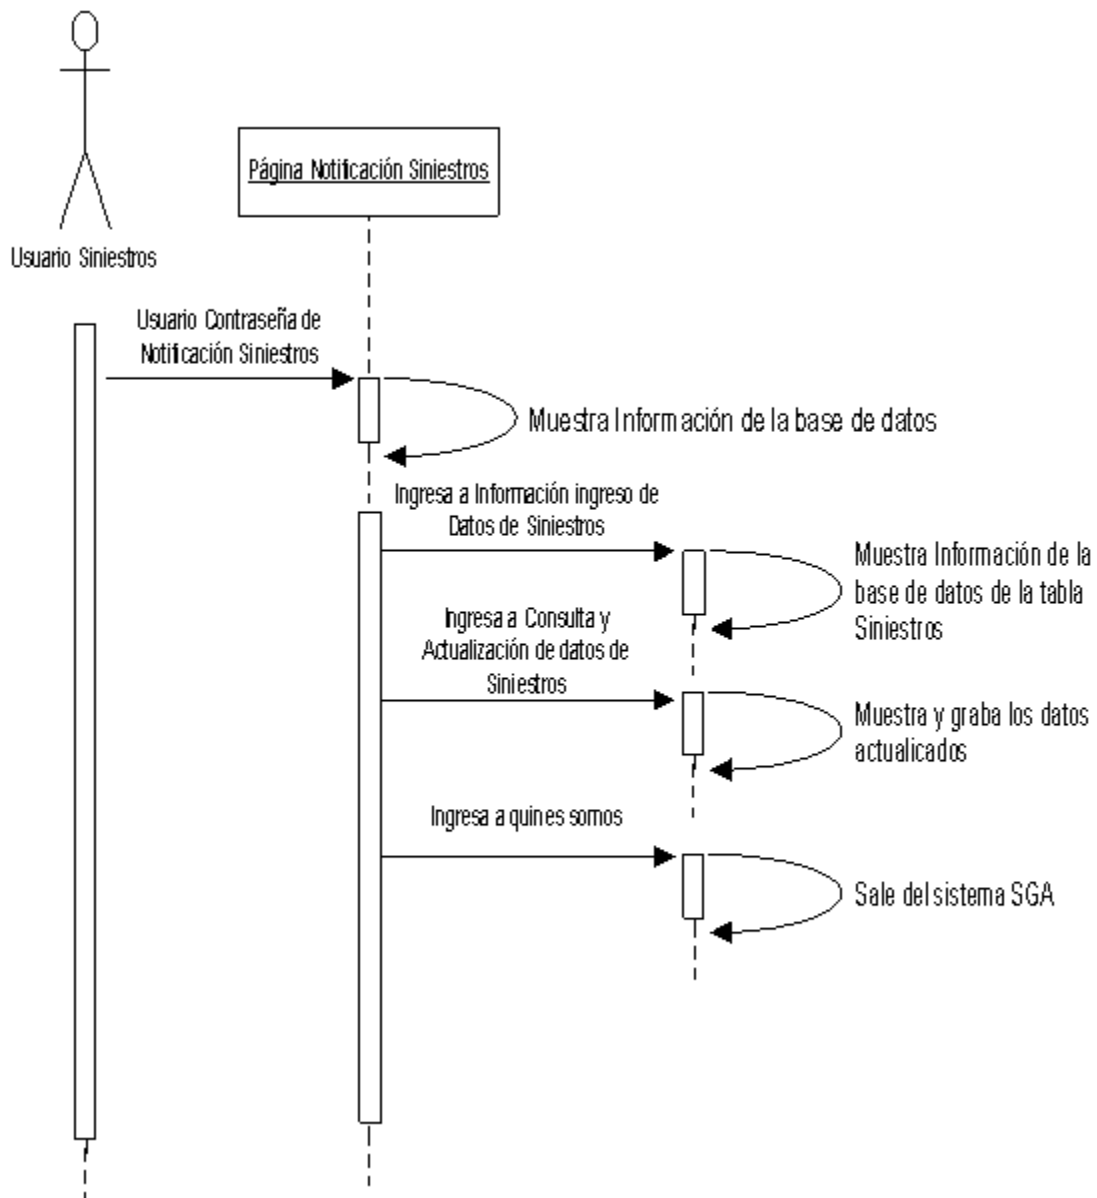 Página Notificación Siniestros
Usuario Siniestros
Usuario Contraseña de
Notificación Siniestros
Muestra Información de la base de datos
Ingresa a Información ingreso de
Datos de Siniestros
Muestra Información de la
base de datos de la tabla
Siniestros
Ingresa a Consulta y
Actualización de datos de
Siniestros
Muestra y graba los datos
actualicados
Ingresa a quines somos
Sale del sistema SGA